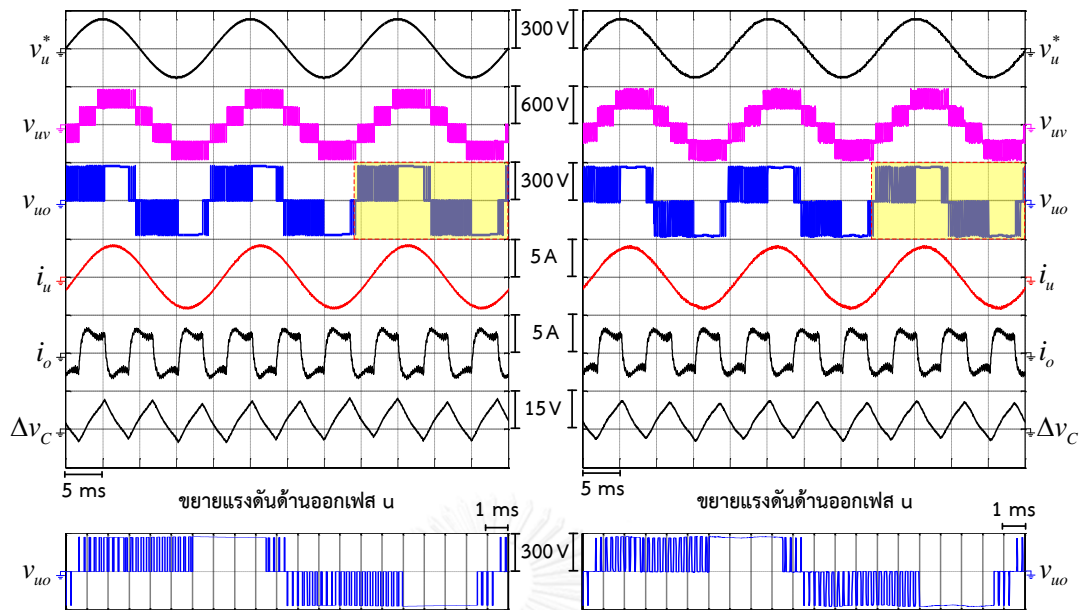 v*u 300 V v*u
vuv 600 V vuv
vuo 300 V vuo
iu 5 A iu
io 5 A io
ΔvC 15 V ΔvC
5 ms 5 ms
ขยายแรงดันด้านออกเฟส u ขยายแรงดันด้านออกเฟส u
1 ms 1 ms
vuo 300 V vuo